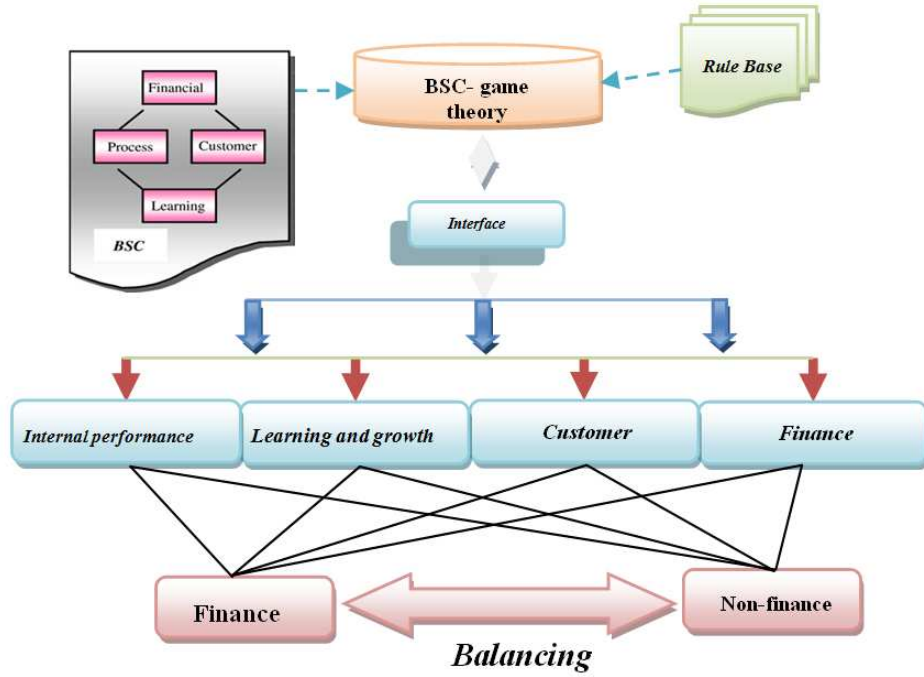 Financial
Process
Customer
Learning
BSC
BSC- game
theory
Rule Base
Interface
Internal performance
Learning and growth
Customer
Finance
Finance
Non-finance
Balancing